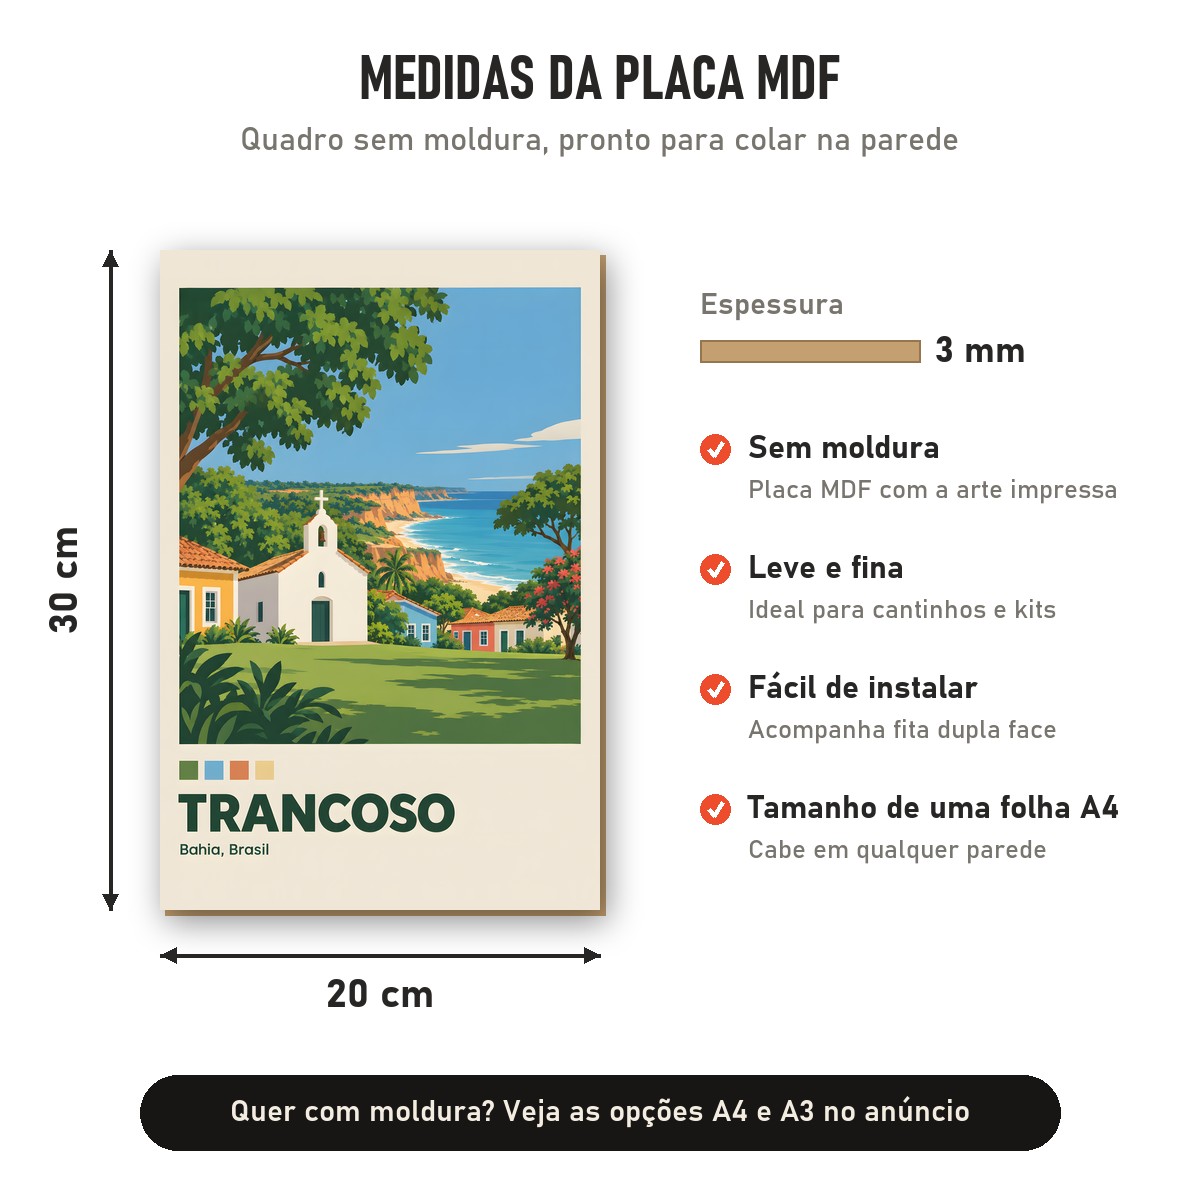 MEDIDAS DA PLACA MDF
Quadro sem moldura, pronto para colar na parede
30 cm
TRANCOSO
Bahia, Brasil
20 cm
Espessura
3 mm
Sem moldura
Placa MDF com a arte impressa
Leve e fina
Ideal para cantinhos e kits
Fácil de instalar
Acompanha fita dupla face
Tamanho de uma folha A4
Cabe em qualquer parede
Quer com moldura? Veja as opções A4 e A3 no anúncio